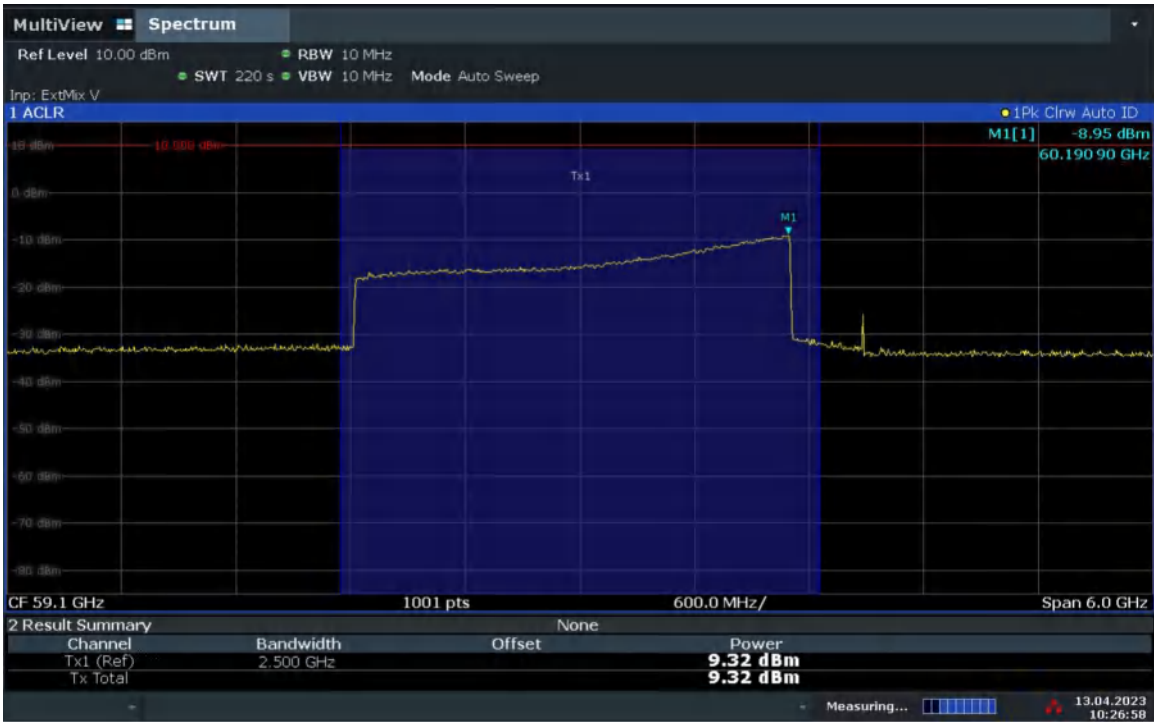 MultiView Spectrum
Ref Level 10.00 dBm RBW 10 MHz
SWT 220 s VBW 10 MHz Mode Auto Sweep
Inp: ExtMix V
1 ACLR 1Pk Clrw Auto ID
M1[1] -8.95 dBm
60.190 90 GHz
10 dBm 10.000 dBm
Tx1
0 dBm
M1
-10 dBm
-20 dBm
-30 dBm
-40 dBm
-50 dBm
-60 dBm
-70 dBm
-80 dBm
CF 59.1 GHz 1001 pts 600.0 MHz/ Span 6.0 GHz
2 Result Summary None
Channel Bandwidth Offset Power
Tx1 (Ref) 2.500 GHz 9.32 dBm
Tx Total 9.32 dBm
Measuring... 13.04.2023
10:26:58